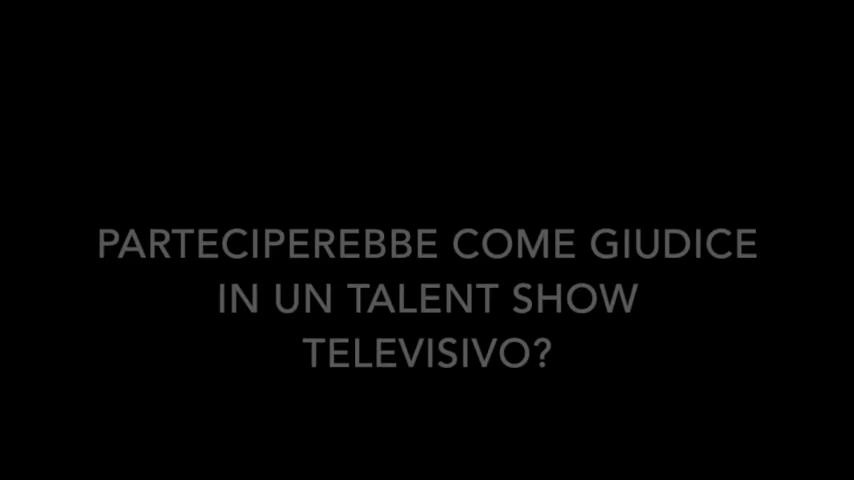 PARTECIPEREBBE COME GIUDICE
IN UN TALENT SHOW
TELEVISIVO?